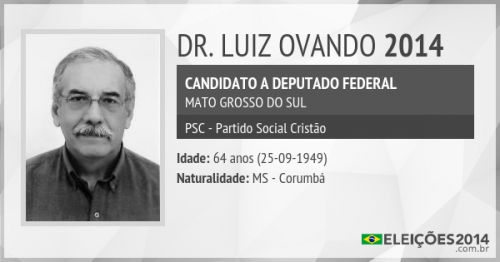 DR. LUIZ OVANDO 2014
CANDIDATO A DEPUTADO FEDERAL
MATO GROSSO DO SUL
PSC - Partido Social Cristão
Idade: 64 anos (25-09-1949)
Naturalidade: MS - Corumbá
ELEIÇÕES2014
.com.br